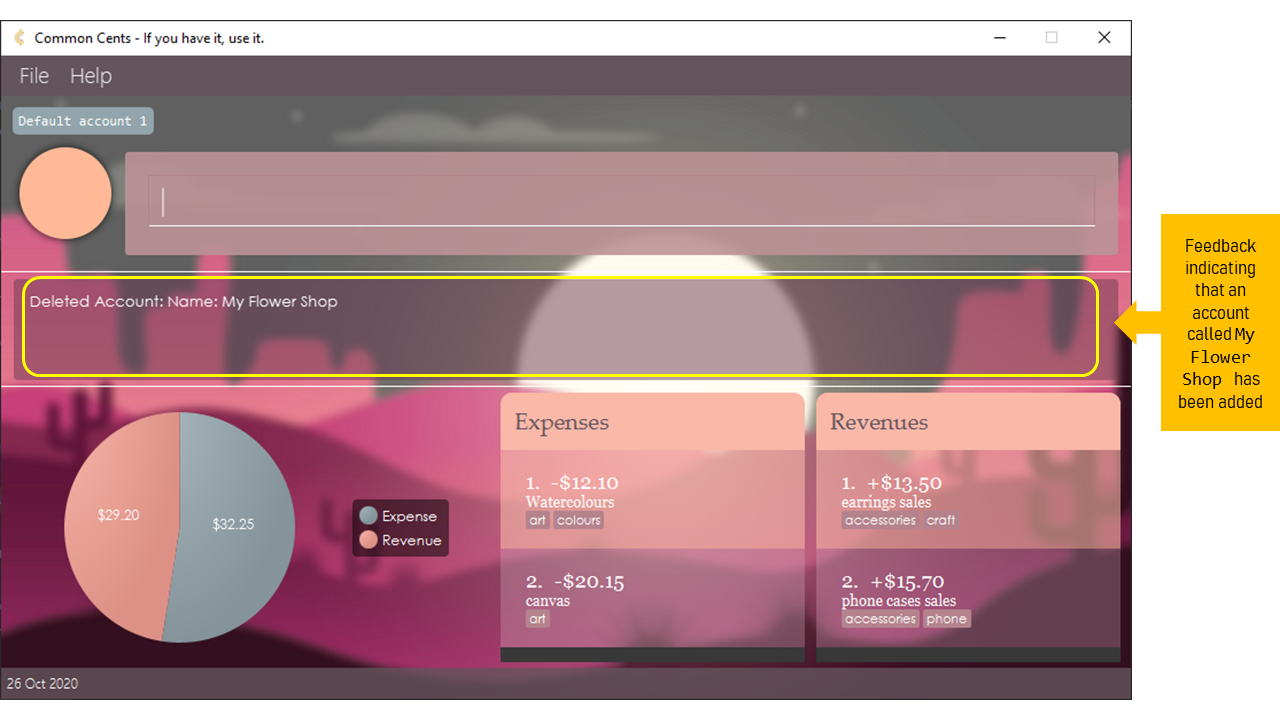 Common Cents - If you have it, use it.
File Help
Default account 1
Deleted Account: Name: My Flower Shop
Feedback
indicating
that an
account
called My
Flower
Shop has
been added
$29.20
$32.25
Expense
Revenue
Expenses
1. -$12.10
Watercolours
art colours
2. -$20.15
canvas
art
Revenues
1. +$13.50
earrings sales
accessories craft
2. +$15.70
phone cases sales
accessories phone
26 Oct 2020